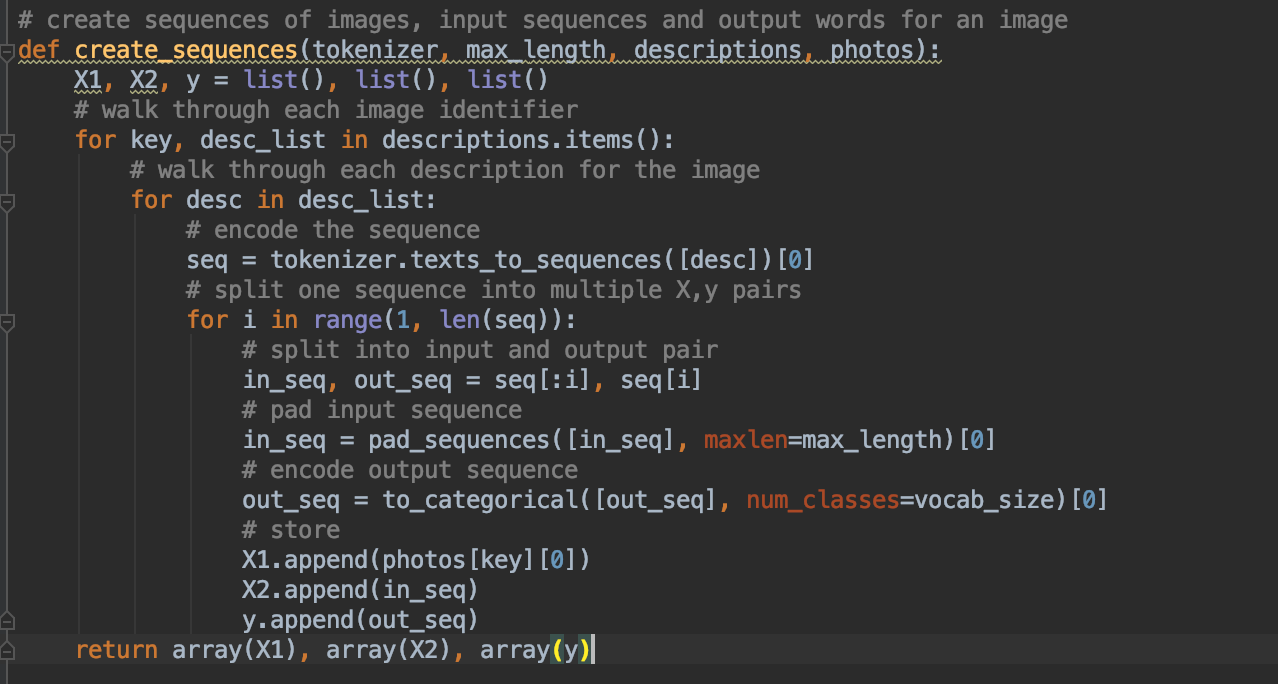 # create sequences of images, input sequences and output words for an image
def create_sequences(tokenizer, max_length, descriptions, photos):
    X1, X2, y = list(), list(), list()
    # walk through each image identifier
    for key, desc_list in descriptions.items():
        # walk through each description for the image
        for desc in desc_list:
            # encode the sequence
            seq = tokenizer.texts_to_sequences([desc])[0]
            # split one sequence into multiple X,y pairs
            for i in range(1, len(seq)):
                # split into input and output pair
                in_seq, out_seq = seq[:i], seq[i]
                # pad input sequence
                in_seq = pad_sequences([in_seq], maxlen=max_length)[0]
                # encode output sequence
                out_seq = to_categorical([out_seq], num_classes=vocab_size)[0]
                # store
                X1.append(photos[key][0])
                X2.append(in_seq)
                y.append(out_seq)
    return array(X1), array(X2), array(y)